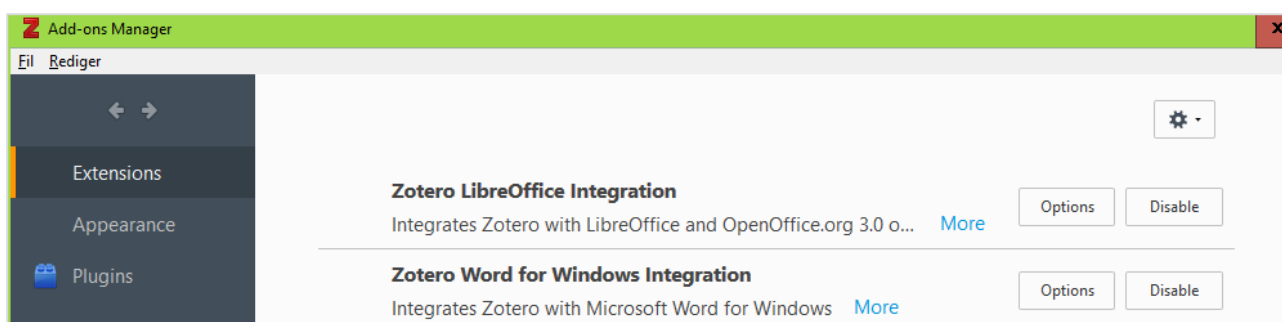 Add-ons Manager
x
Fil Rediger
Extensions
Appearance
Plugins
Zotero LibreOffice Integration
Integrates Zotero with LibreOffice and OpenOffice.org 3.0 o... More
Options Disable
Zotero Word for Windows Integration
Integrates Zotero with Microsoft Word for Windows More
Options Disable